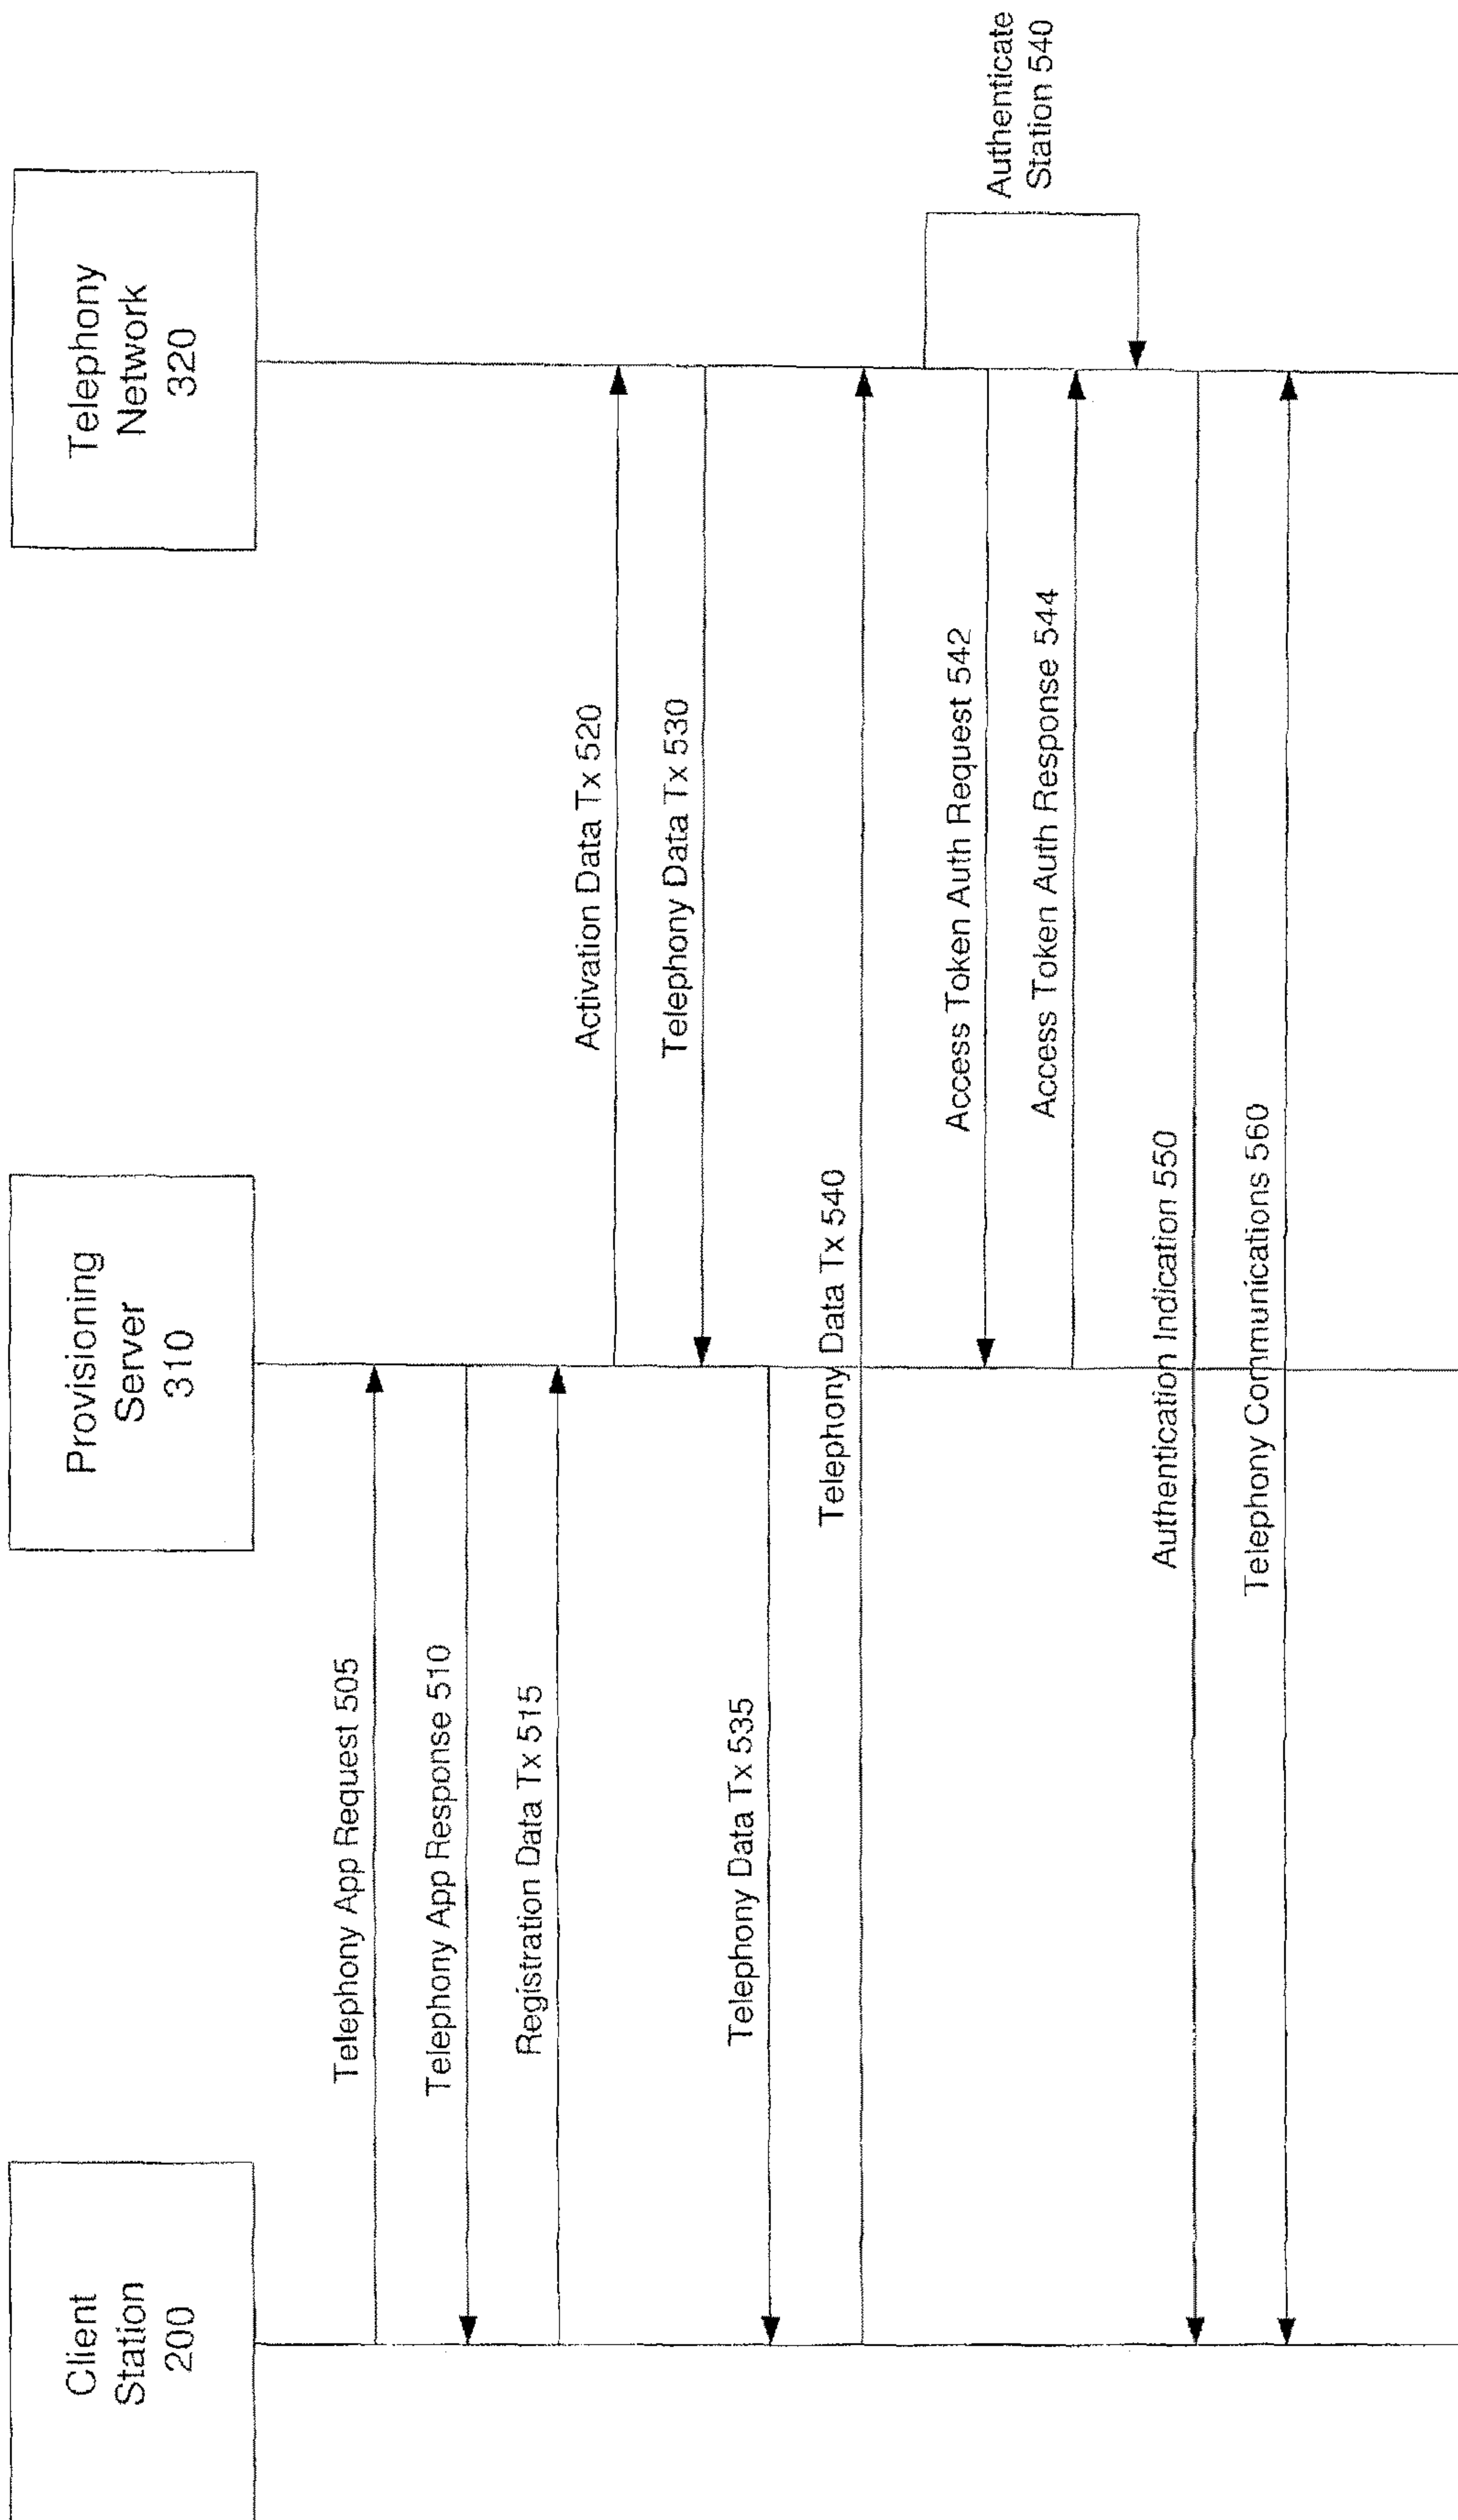 Client
Station
200
Provisioning
Server
310
Telephony
Network
320
Telephony App Request 505
Telephony App Response 510
Registration Data Tx 515
Activation Data Tx 520
Telephony Data Tx 530
Telephony Data Tx 535
Telephony Data Tx 540
Authenticate
Station 540
Access Token Auth Request 542
Access Token Auth Response 544
Authentication Indication 550
Telephony Communications 560